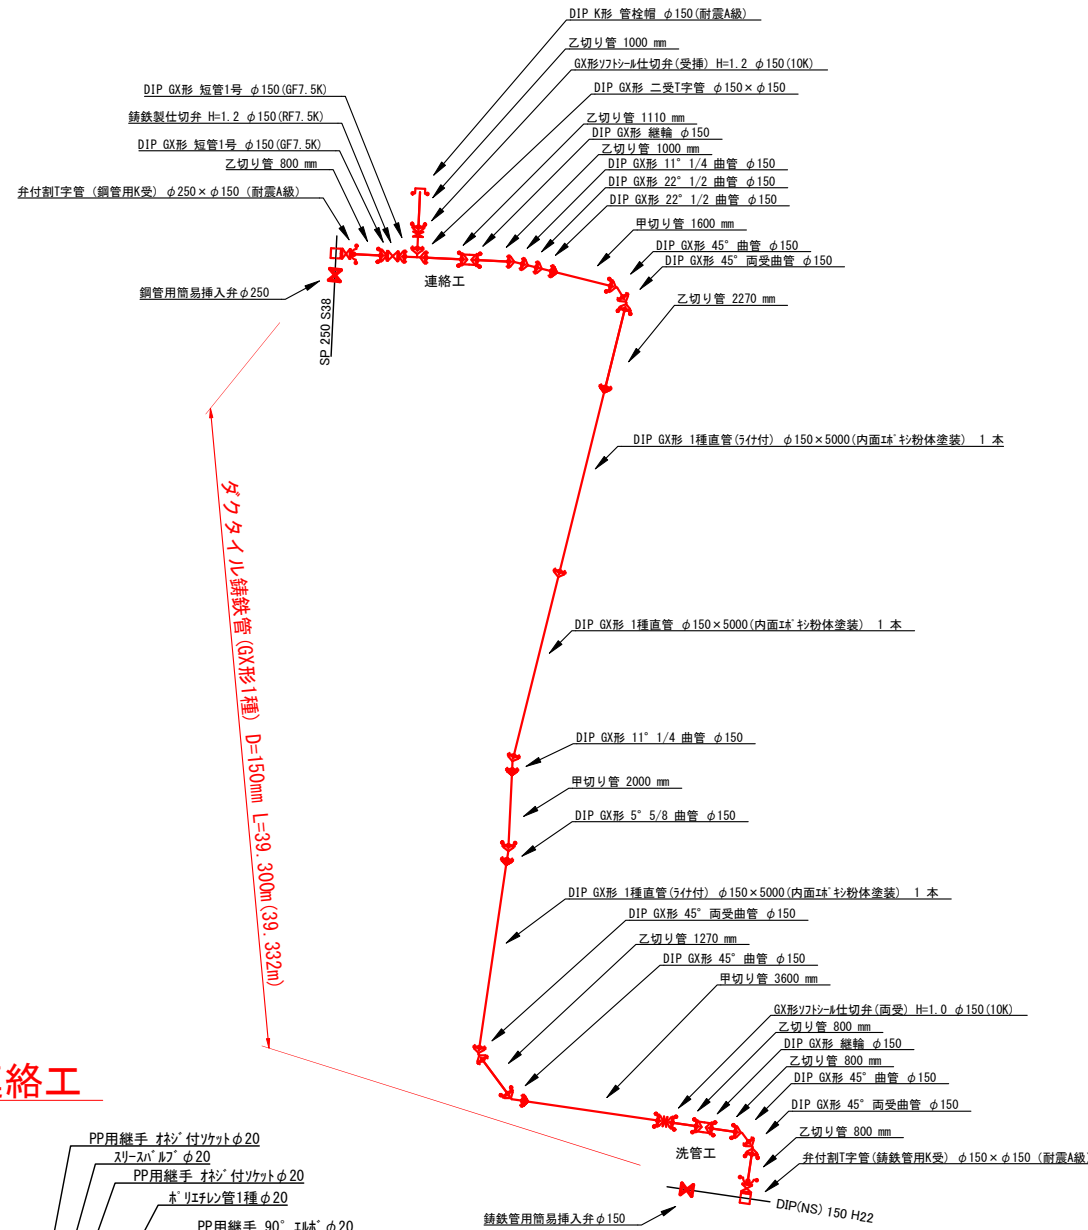 DIP K形 管栓帽 φ150(耐震A級)
乙切り管 1000 mm
GX形ソフトシール仕切弁(受挿) H=1.2 φ150(10K)
DIP GX形 短管1号 φ150(GF7.5K)
DIP GX形 二受T字管 φ150×φ150
鋳鉄製仕切弁 H=1.2 φ150(RF7.5K)
乙切り管 1110 mm
DIP GX形 継輪 φ150
DIP GX形 短管1号 φ150(GF7.5K)
乙切り管 1000 mm
乙切り管 800 mm
DIP GX形 11° 1/4 曲管 φ150
DIP GX形 22° 1/2 曲管 φ150
弁付割T字管 (鋼管用K受) φ250×φ150 (耐震A級)
DIP GX形 22° 1/2 曲管 φ150
甲切り管 1600 mm
DIP GX形 45° 曲管 φ150
DIP GX形 45° 両受曲管 φ150
連絡工
鋼管用簡易挿入弁φ250
乙切り管 2270 mm
SP 250 S38
DIP GX形 1種直管(ライナ付) φ150×5000(内面エポキシ粉体塗装) 1 本
ダクタイル鋳鉄管(GX形1種) D=150mm L=39.300m(39.332m)
DIP GX形 1種直管 φ150×5000(内面エポキシ粉体塗装) 1 本
DIP GX形 11° 1/4 曲管 φ150
甲切り管 2000 mm
DIP GX形 5° 5/8 曲管 φ150
DIP GX形 1種直管(ライナ付) φ150×5000(内面エポキシ粉体塗装) 1 本
DIP GX形 45° 両受曲管 φ150
乙切り管 1270 mm
DIP GX形 45° 曲管 φ150
甲切り管 3600 mm
GX形ソフトシール仕切弁(両受) H=1.0 φ150(10K)
乙切り管 800 mm
DIP GX形 継輪 φ150
乙切り管 800 mm
DIP GX形 45° 曲管 φ150
DIP GX形 45° 両受曲管 φ150
乙切り管 800 mm
洗管工
弁付割T字管(鋳鉄管用K受) φ150×φ150 (耐震A級)
DIP(NS) 150 H22
鋳鉄管用簡易挿入弁φ150
絡工
PP用継手 オネジ付ソケットφ20
スリースバルブφ20
PP用継手 オネジ付ソケットφ20
ポリエチレン管1種φ20
PP用継手 90° エルボφ20